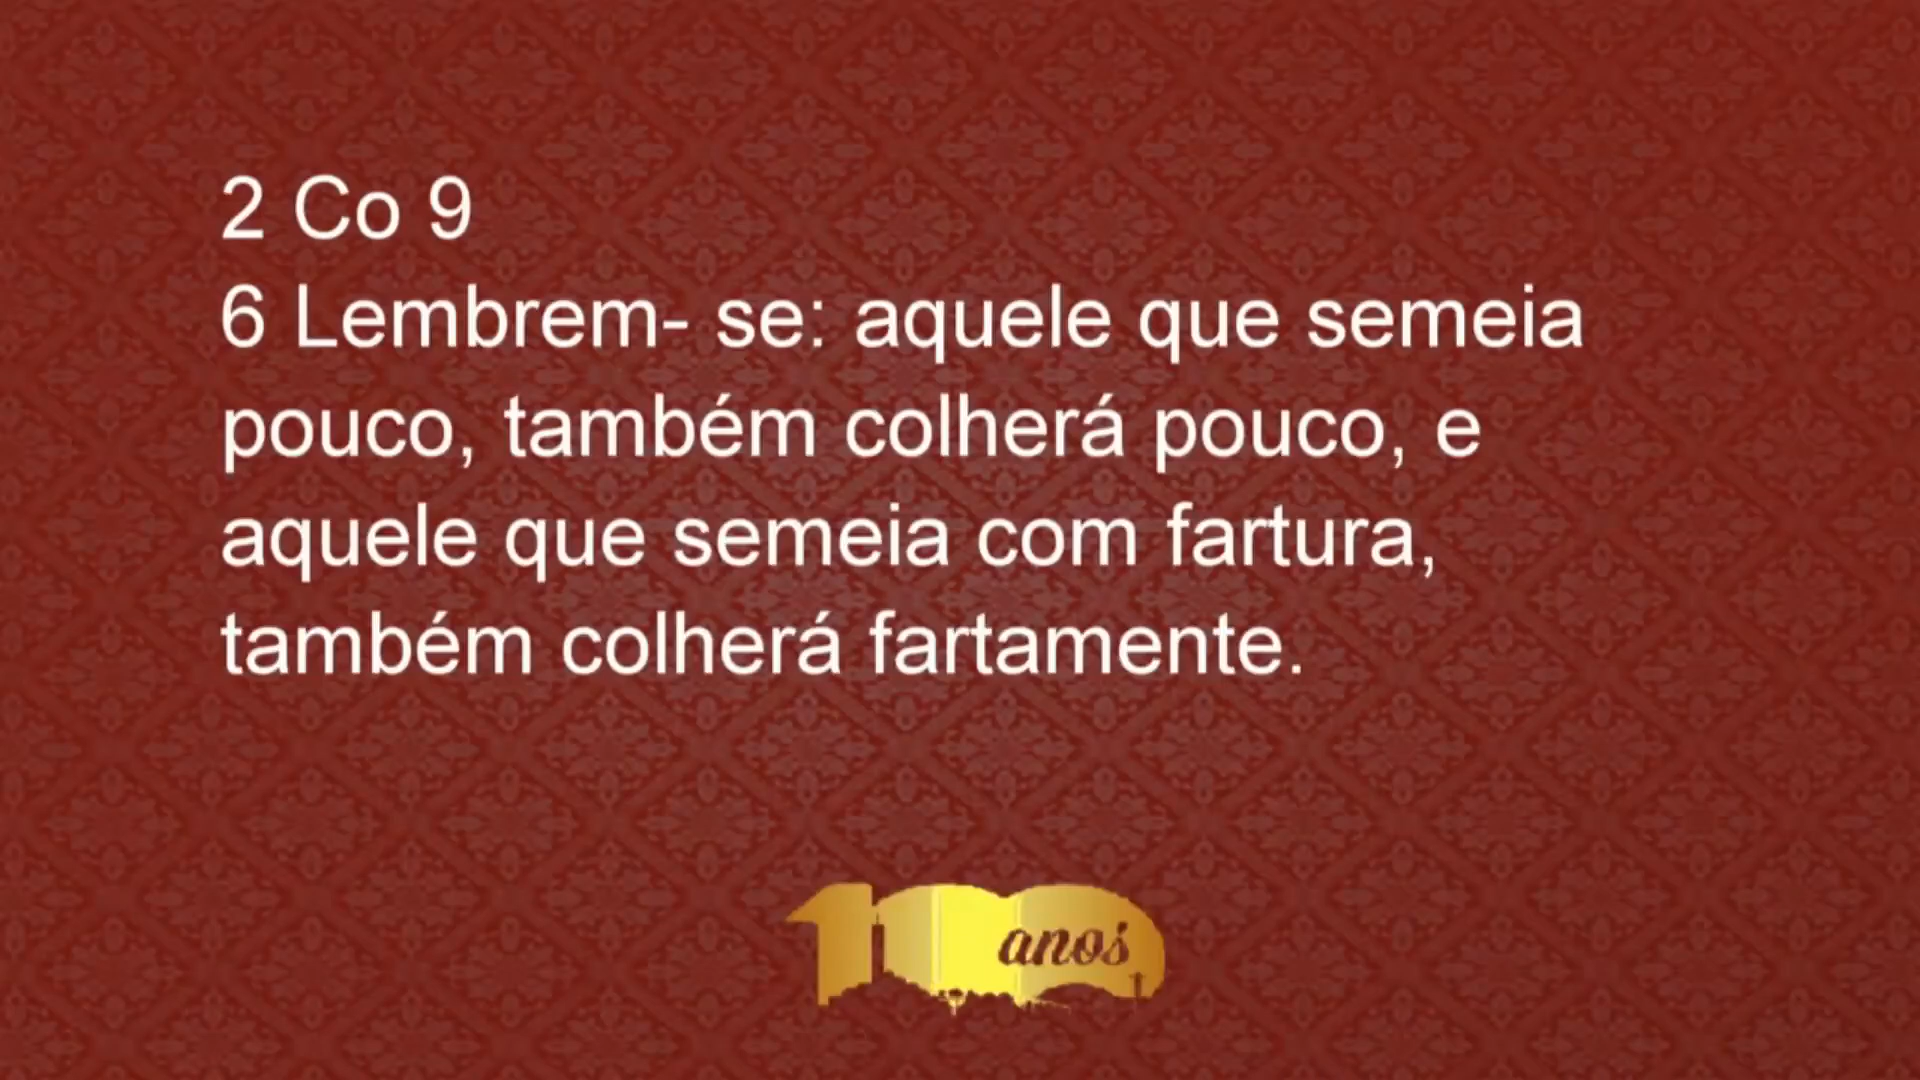 2 Co 9
6 Lembrem- se: aquele que semeia
pouco, também colherá pouco, e
aquele que semeia com fartura,
também colherá fartamente.
100 anos